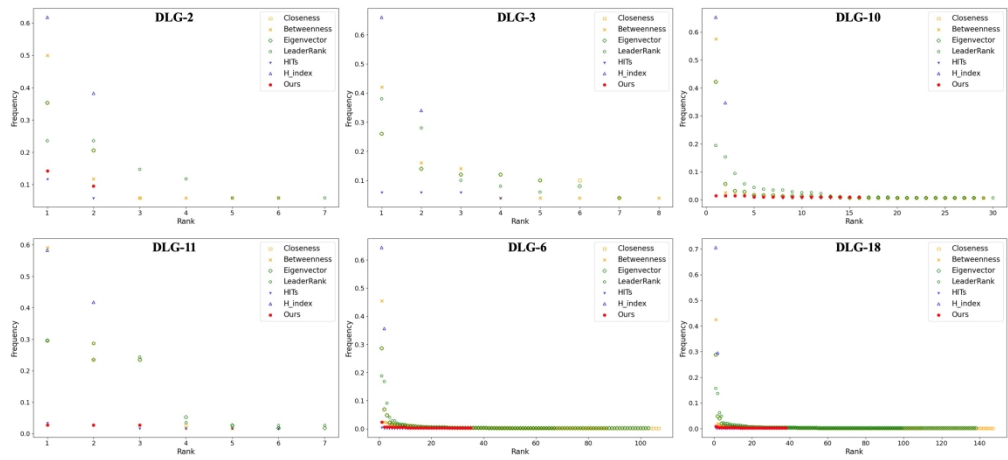 DLG-2
0.6
0.5
0.4
0.3
0.2
0.1
Frequency
1 2 3 4 5 6 7
Rank
Closeness
Betweenness
Eigenvector
LeaderRank
HITs
H_index
Ours
DLG-3
0.6
0.5
0.4
0.3
0.2
0.1
Frequency
1 2 3 4 5 6 7 8
Rank
Closeness
Betweenness
Eigenvector
LeaderRank
HITs
H_index
Ours
DLG-10
0.6
0.5
0.4
0.3
0.2
0.1
0.0
Frequency
0 5 10 15 20 25 30
Rank
Closeness
Betweenness
Eigenvector
LeaderRank
HITs
H_index
Ours
DLG-11
0.6
0.5
0.4
0.3
0.2
0.1
0.0
Frequency
1 2 3 4 5 6 7
Rank
Closeness
Betweenness
Eigenvector
LeaderRank
HITs
H_index
Ours
DLG-6
0.6
0.5
0.4
0.3
0.2
0.1
0.0
Frequency
0 20 40 60 80 100
Rank
Closeness
Betweenness
Eigenvector
LeaderRank
HITs
H_index
Ours
DLG-18
0.7
0.6
0.5
0.4
0.3
0.2
0.1
0.0
Frequency
0 20 40 60 80 100 120 140
Rank
Closeness
Betweenness
Eigenvector
LeaderRank
HITs
H_index
Ours